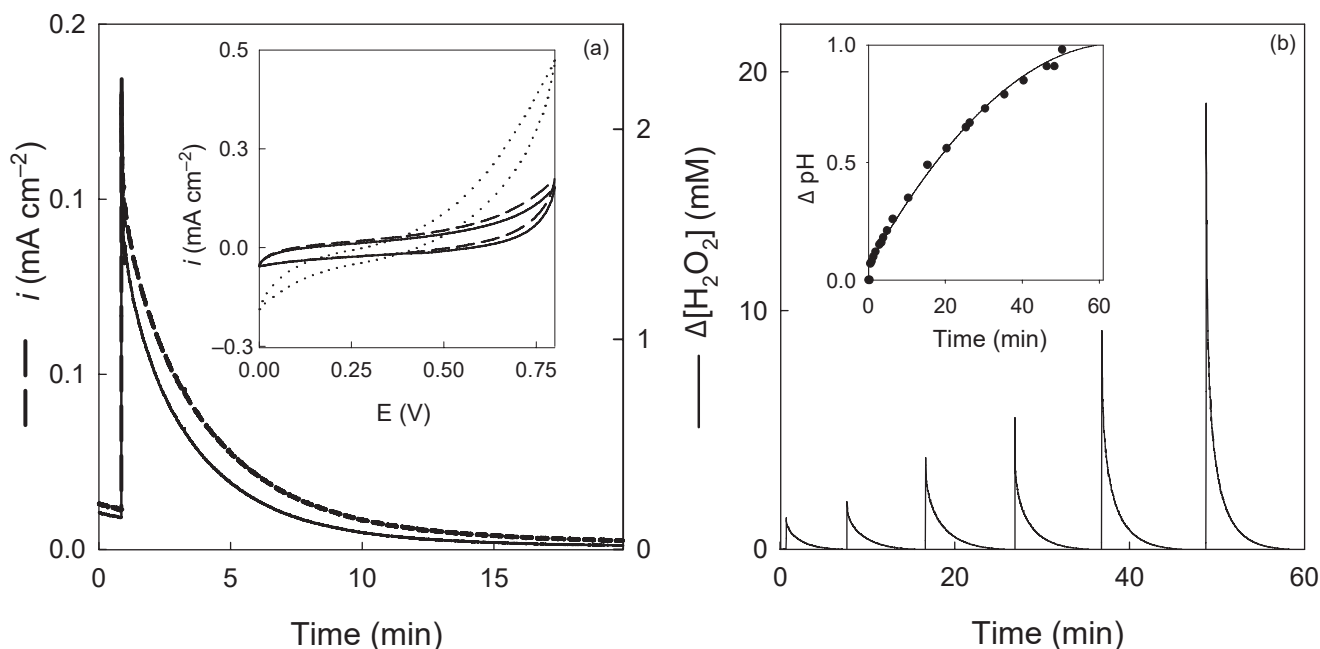 (a)
0.2
0.1
0.1
0.0
i (mA cm⁻²)
0 5 10 15
Time (min)
2
1
0
Δ[H₂O₂] (mM)
0.5
0.3
0.0
−0.3
i (mA cm⁻²)
0.00 0.25 0.50 0.75
E (V)
(b)
20
10
0
0 20 40 60
Time (min)
1.0
0.5
0.0
Δ pH
0 20 40 60
Time (min)